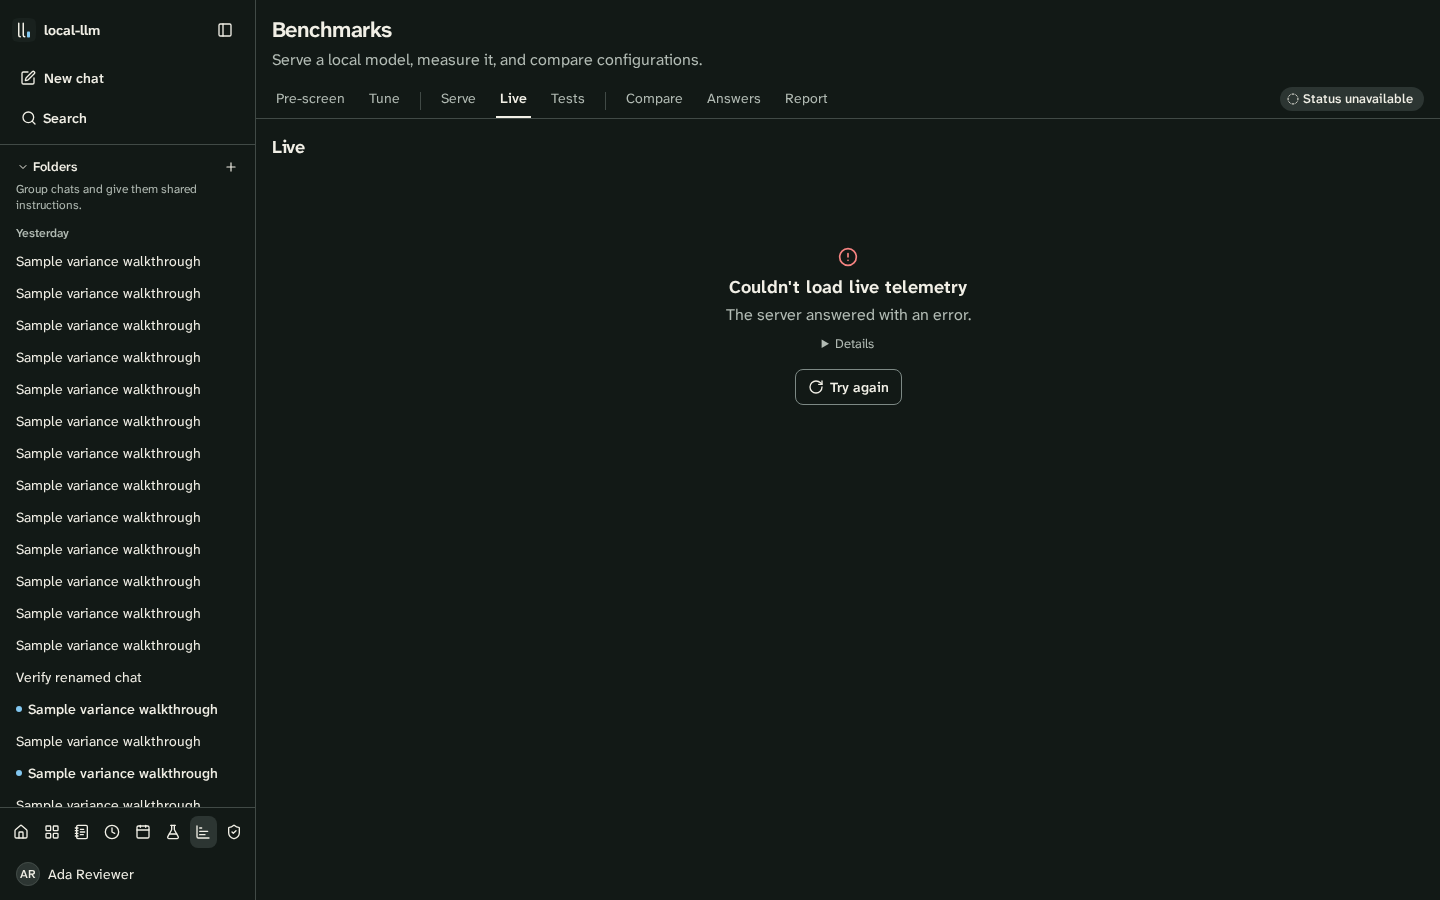 local-llm
New chat
Search
Folders
Group chats and give them shared
instructions.
Yesterday
Sample variance walkthrough
Sample variance walkthrough
Sample variance walkthrough
Sample variance walkthrough
Sample variance walkthrough
Sample variance walkthrough
Sample variance walkthrough
Sample variance walkthrough
Sample variance walkthrough
Sample variance walkthrough
Sample variance walkthrough
Sample variance walkthrough
Sample variance walkthrough
Verify renamed chat
Sample variance walkthrough
Sample variance walkthrough
Sample variance walkthrough
Sample variance walkthrough
AR Ada Reviewer
Benchmarks
Serve a local model, measure it, and compare configurations.
Pre-screen Tune Serve Live Tests Compare Answers Report Status unavailable
Live
Couldn't load live telemetry
The server answered with an error.
Details
Try again